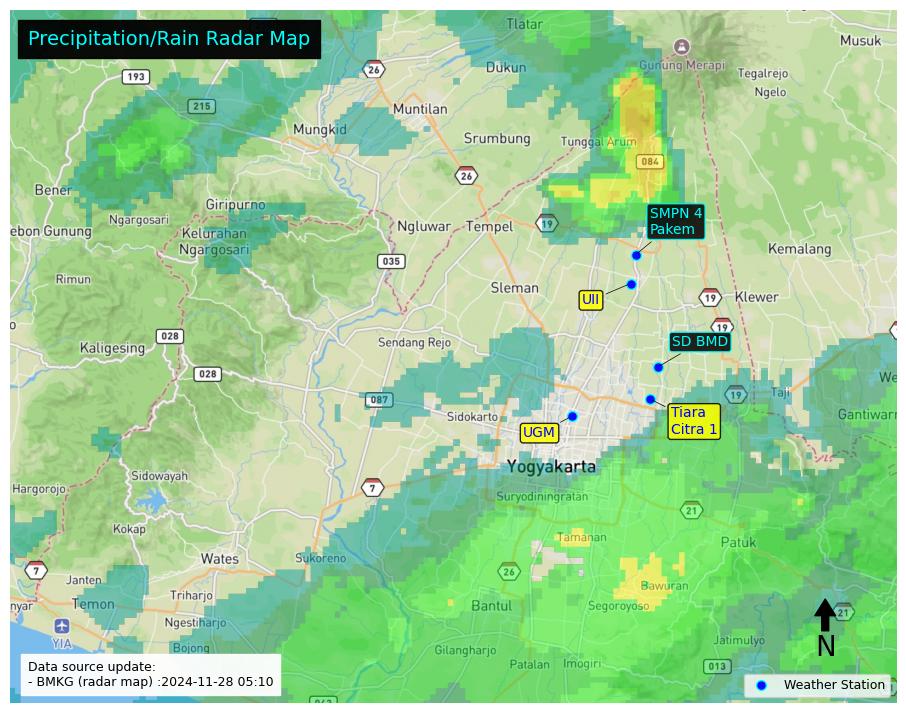 Precipitation/Rain Radar Map
Tlatar
Musuk
26
193
Gunung Merapi
Dukun
Tegalrejo
Ngelo
215
Muntilan
Mungkid
Srumbung
Tunggal Arum
084
26
Bener
Giripurno
Ngargosari
SMPN 4
Pakem
ebon Gunung
Kelurahan
Ngargosari
Ngluwar
Tempel
19
Kemalang
035
Rimun
Sleman
UII
19
Klewer
19
028
Kaligesing
Sendang Rejo
SD BMD
028
We
087
Taji
19
Sidokarto
Gantiwarn
Tiara
Citra 1
UGM
Yogyakarta
Sidowayah
Hargorojo
7
Suryodiningratan
21
Kokap
Tamanan
Patuk
Wates
Sukoreno
7
Janten
26
Bawuran
nyar
Temon
Triharjo
Bantul
Segoroyoso
21
Ngestiharjo
YIA
Bojong
Jatimulyo
N
Gilangharjo
Patalan
Imogiri
013
Data source update:
- BMKG (radar map) :2024-11-28 05:10
Weather Station